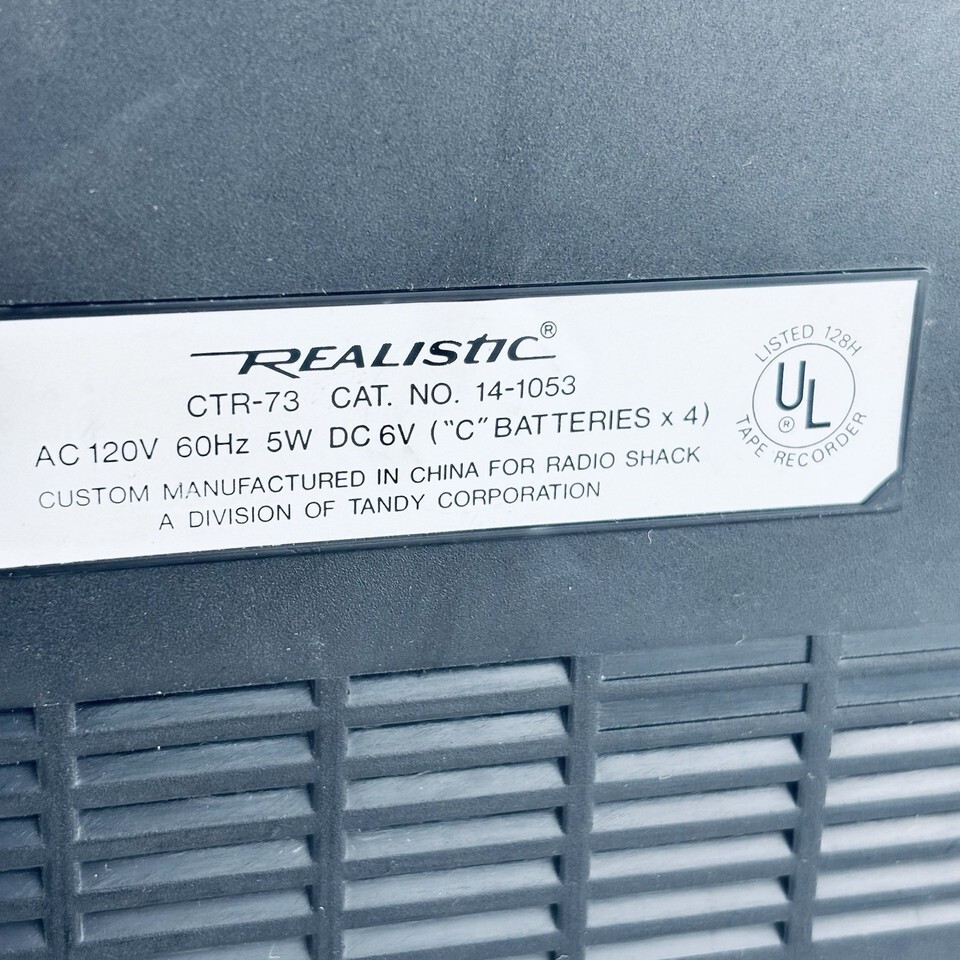 REALISTIC®
CTR-73 CAT. NO. 14-1053
AC 120V 60Hz 5W DC 6V ("C" BATTERIES x 4)
CUSTOM MANUFACTURED IN CHINA FOR RADIO SHACK
A DIVISION OF TANDY CORPORATION
LISTED 128H
UL®
TAPE RECORDER